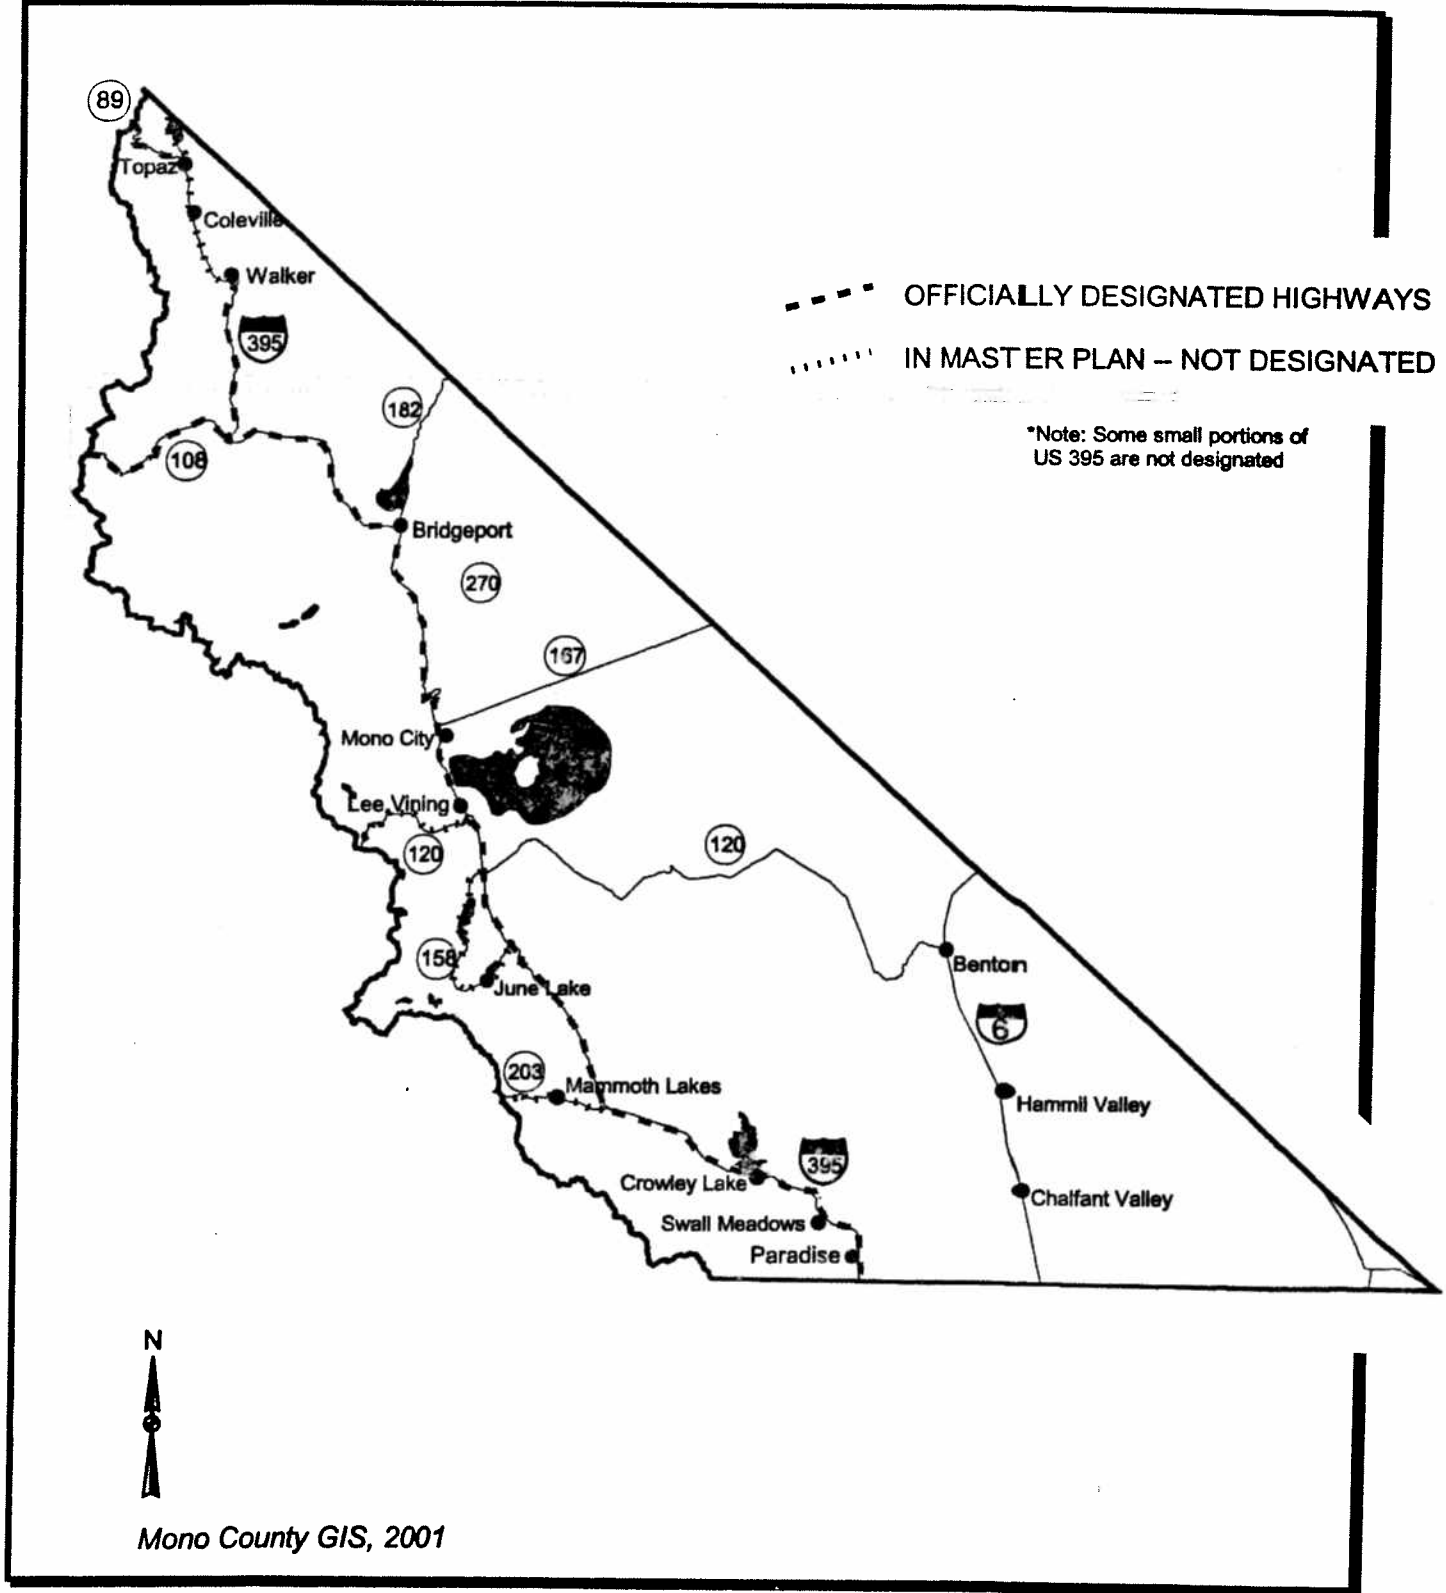 89
Topaz
Coleville
Walker
395
OFFICIALLY DESIGNATED HIGHWAYS
IN MASTER PLAN – NOT DESIGNATED
*Note: Some small portions of
US 395 are not designated
182
108
Bridgeport
270
167
Mono City
Lee Vining
120
120
158
June Lake
Benton
6
203
Mammoth Lakes
Hammil Valley
395
Crowley Lake
Chalfant Valley
Swall Meadows
Paradise
N
Mono County GIS, 2001